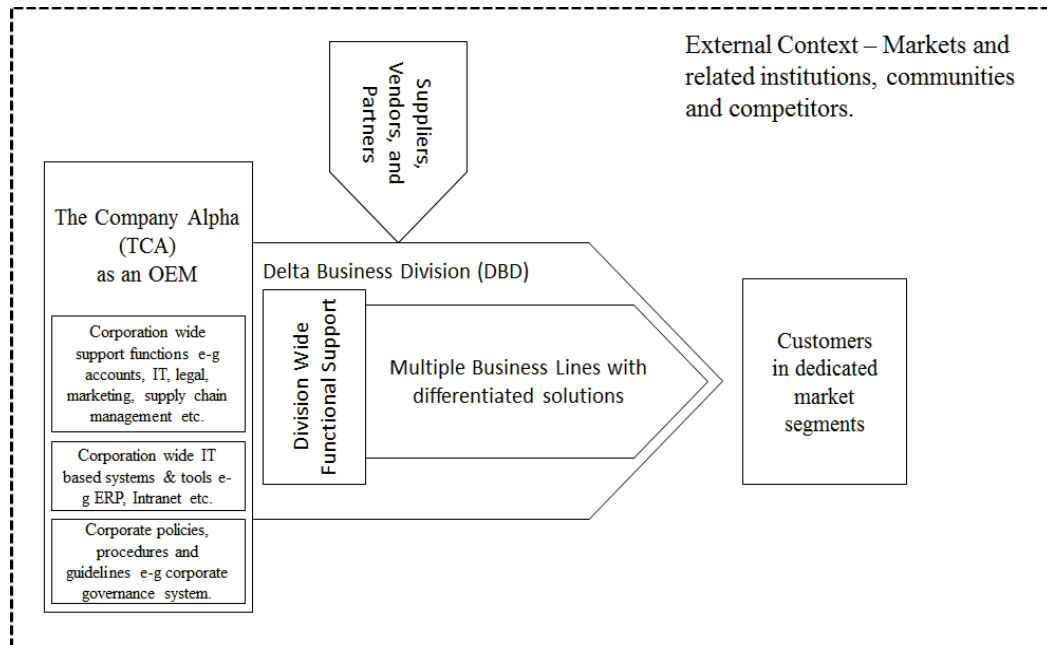 External Context – Markets and
related institutions, communities
and competitors.
Suppliers,
Vendors, and
Partners
The Company Alpha
(TCA)
as an OEM
Corporation wide
support functions e-g
accounts, IT, legal,
marketing, supply chain
management etc.
Corporation wide IT
based systems & tools e-
g ERP, Intranet etc.
Corporate policies,
procedures and
guidelines e-g corporate
governance system.
Delta Business Division (DBD)
Division Wide
Functional Support
Multiple Business Lines with
differentiated solutions
Customers
in dedicated
market
segments